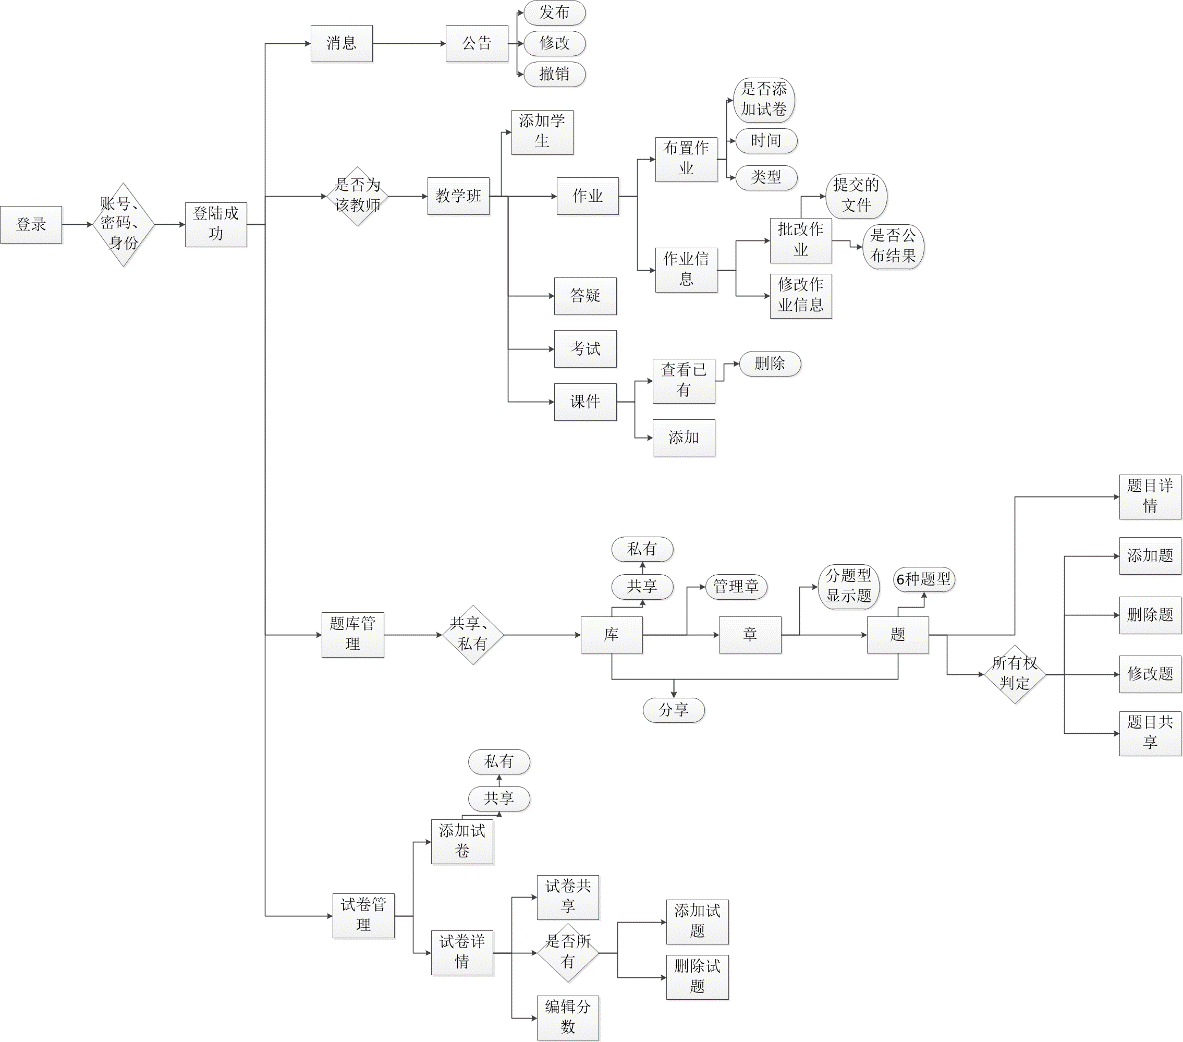 登录
账号、
密码、
身份
登陆成
功
消息
公告
发布
修改
撤销
是否为
该教师
教学班
添加学
生
作业
布置作
业
是否添
加试卷
时间
类型
作业信
息
批改作
业
提交的
文件
是否公
布结果
修改作
业信息
答疑
考试
课件
查看已
有
删除
添加
题库管
理
共享、
私有
库
私有
共享
管理章
章
分题型
显示题
题
6种题型
分享
题目详
情
所有权
判定
添加题
删除题
修改题
题目共
享
试卷管
理
添加试
卷
私有
共享
试卷详
情
试卷共
享
是否所
有
添加试
题
删除试
题
编辑分
数